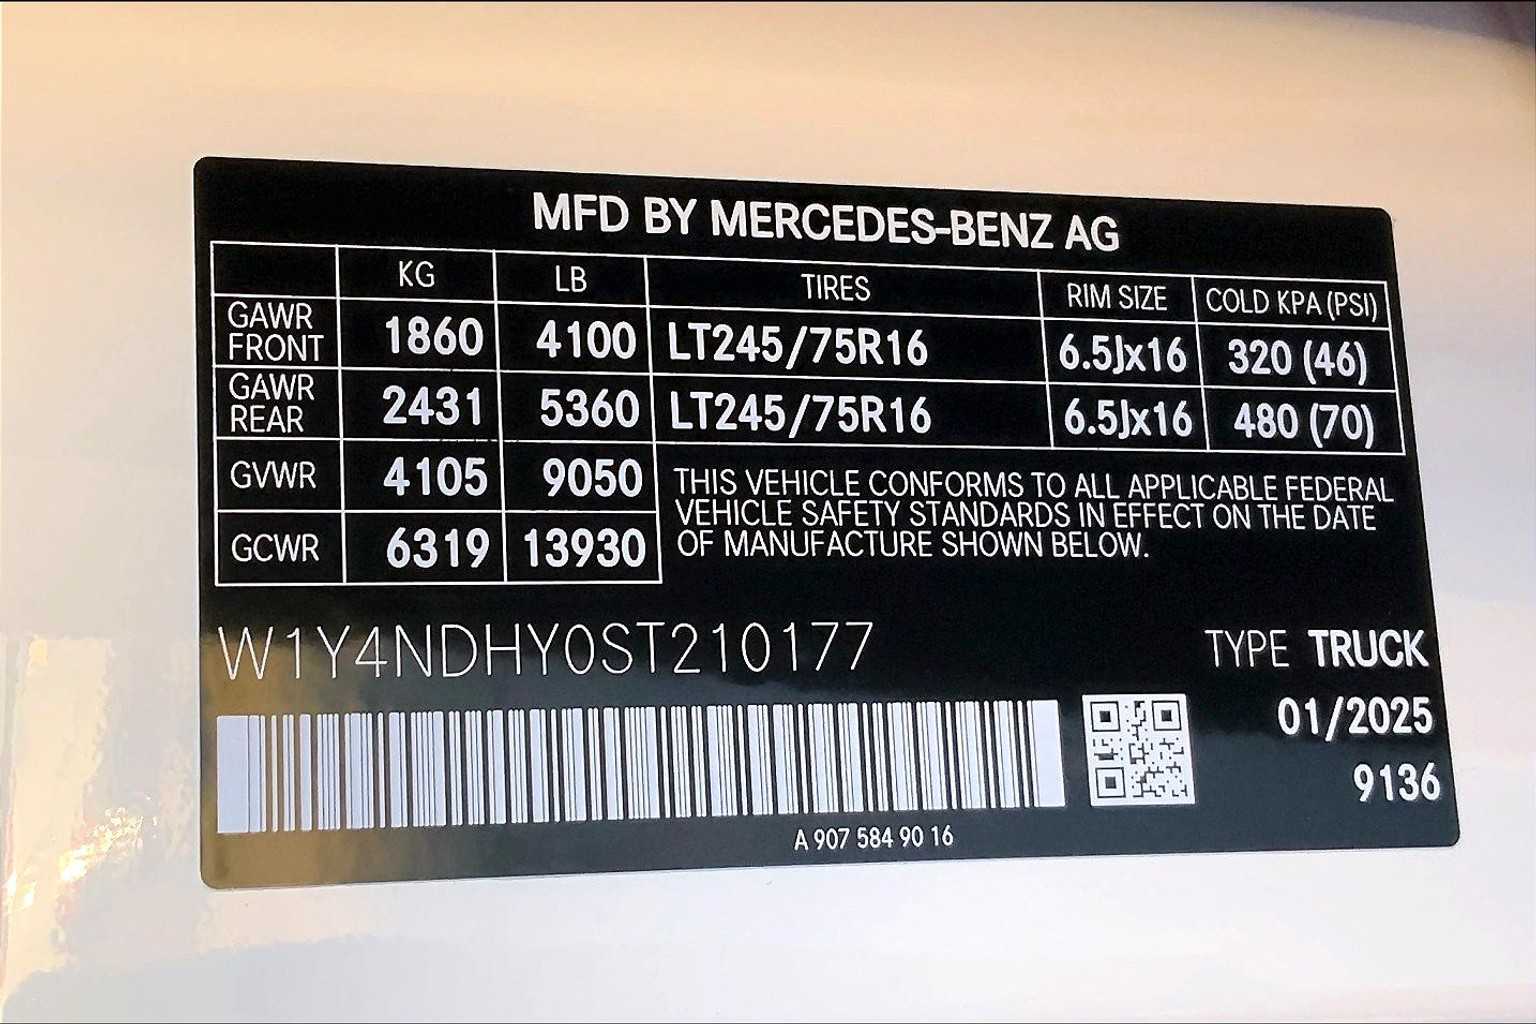 MFD BY MERCEDES-BENZ AG
KG LB TIRES RIM SIZE COLD KPA (PSI)
GAWR FRONT 1860 4100 LT245/75R16 6.5Jx16 320 (46)
GAWR REAR 2431 5360 LT245/75R16 6.5Jx16 480 (70)
GVWR 4105 9050
GCWR 6319 13930
THIS VEHICLE CONFORMS TO ALL APPLICABLE FEDERAL
VEHICLE SAFETY STANDARDS IN EFFECT ON THE DATE
OF MANUFACTURE SHOWN BELOW.
W1Y4NDHY0ST210177
TYPE TRUCK
01/2025
9136
A 907 584 90 16